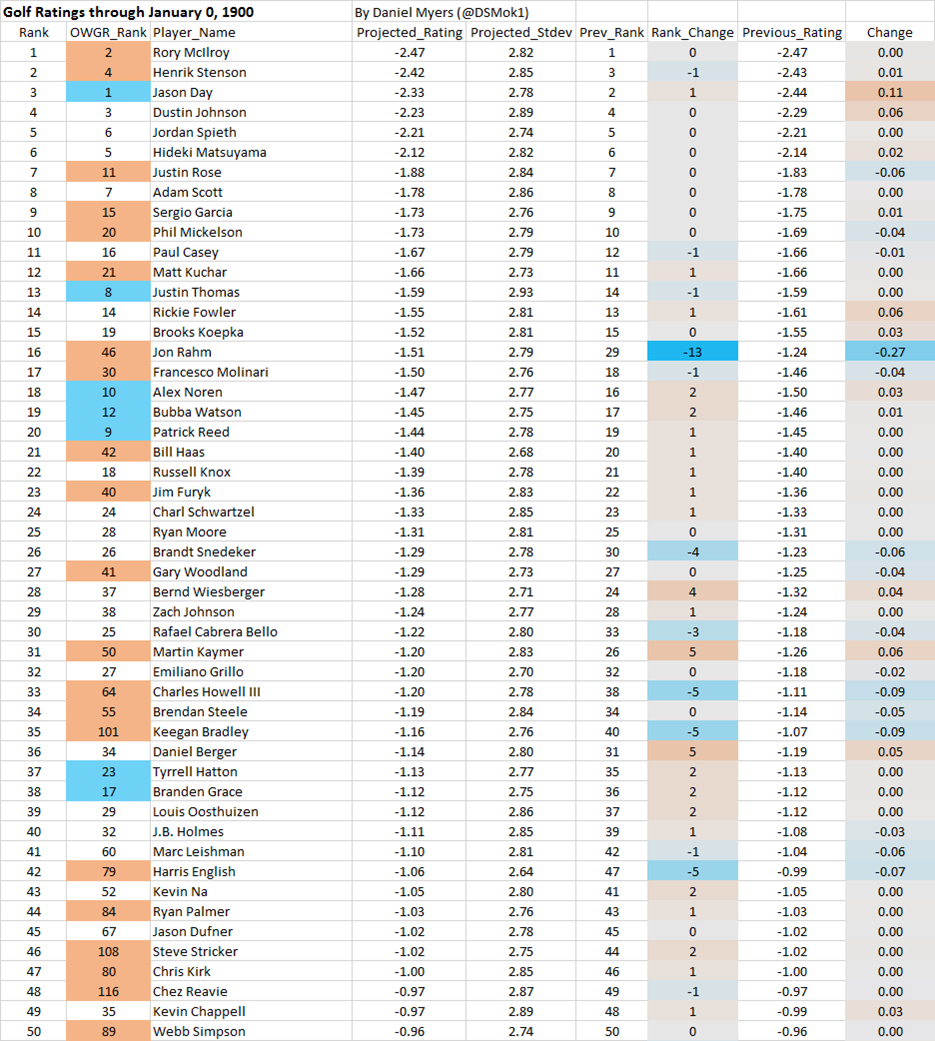 Golf Ratings through January 0, 1900 By Daniel Myers (@DSMok1)
Rank OWGR_Rank Player_Name Projected_Rating Projected_Stdev Prev_Rank Rank_Change Previous_Rating Change
1 2 Rory McIlroy -2.47 2.82 1 0 -2.47 0.00
2 4 Henrik Stenson -2.42 2.85 3 -1 -2.43 0.01
3 1 Jason Day -2.33 2.78 2 1 -2.44 0.11
4 3 Dustin Johnson -2.23 2.89 4 0 -2.29 0.06
5 6 Jordan Spieth -2.21 2.74 5 0 -2.21 0.00
6 5 Hideki Matsuyama -2.12 2.82 6 0 -2.14 0.02
7 11 Justin Rose -1.88 2.84 7 0 -1.83 -0.06
8 7 Adam Scott -1.78 2.86 8 0 -1.78 0.00
9 15 Sergio Garcia -1.73 2.76 9 0 -1.75 0.01
10 20 Phil Mickelson -1.73 2.79 10 0 -1.69 -0.04
11 16 Paul Casey -1.67 2.79 12 -1 -1.66 -0.01
12 21 Matt Kuchar -1.66 2.73 11 1 -1.66 0.00
13 8 Justin Thomas -1.59 2.93 14 -1 -1.59 0.00
14 14 Rickie Fowler -1.55 2.81 13 1 -1.61 0.06
15 19 Brooks Koepka -1.52 2.81 15 0 -1.55 0.03
16 46 Jon Rahm -1.51 2.79 29 -13 -1.24 -0.27
17 30 Francesco Molinari -1.50 2.76 18 -1 -1.46 -0.04
18 10 Alex Noren -1.47 2.77 16 2 -1.50 0.03
19 12 Bubba Watson -1.45 2.75 17 2 -1.46 0.01
20 9 Patrick Reed -1.44 2.78 19 1 -1.45 0.00
21 42 Bill Haas -1.40 2.68 20 1 -1.40 0.00
22 18 Russell Knox -1.39 2.78 21 1 -1.40 0.00
23 40 Jim Furyk -1.36 2.83 22 1 -1.36 0.00
24 24 Charl Schwartzel -1.33 2.85 23 1 -1.33 0.00
25 28 Ryan Moore -1.31 2.81 25 0 -1.31 0.00
26 26 Brandt Snedeker -1.29 2.78 30 -4 -1.23 -0.06
27 41 Gary Woodland -1.29 2.73 27 0 -1.25 -0.04
28 37 Bernd Wiesberger -1.28 2.71 24 4 -1.32 0.04
29 38 Zach Johnson -1.24 2.77 28 1 -1.24 0.00
30 25 Rafael Cabrera Bello -1.22 2.80 33 -3 -1.18 -0.04
31 50 Martin Kaymer -1.20 2.83 26 5 -1.26 0.06
32 27 Emiliano Grillo -1.20 2.70 32 0 -1.18 -0.02
33 64 Charles Howell III -1.20 2.78 38 -5 -1.11 -0.09
34 55 Brendan Steele -1.19 2.84 34 0 -1.14 -0.05
35 101 Keegan Bradley -1.16 2.76 40 -5 -1.07 -0.09
36 34 Daniel Berger -1.14 2.80 31 5 -1.19 0.05
37 23 Tyrrell Hatton -1.13 2.77 35 2 -1.13 0.00
38 17 Branden Grace -1.12 2.75 36 2 -1.12 0.00
39 29 Louis Oosthuizen -1.12 2.86 37 2 -1.12 0.00
40 32 J.B. Holmes -1.11 2.85 39 1 -1.08 -0.03
41 60 Marc Leishman -1.10 2.81 42 -1 -1.04 -0.06
42 79 Harris English -1.06 2.64 47 -5 -0.99 -0.07
43 52 Kevin Na -1.05 2.80 41 2 -1.05 0.00
44 84 Ryan Palmer -1.03 2.76 43 1 -1.03 0.00
45 67 Jason Dufner -1.02 2.78 45 0 -1.02 0.00
46 108 Steve Stricker -1.02 2.75 44 2 -1.02 0.00
47 80 Chris Kirk -1.00 2.85 46 1 -1.00 0.00
48 116 Chez Reavie -0.97 2.87 49 -1 -0.97 0.00
49 35 Kevin Chappell -0.97 2.89 48 1 -0.99 0.03
50 89 Webb Simpson -0.96 2.74 50 0 -0.96 0.00